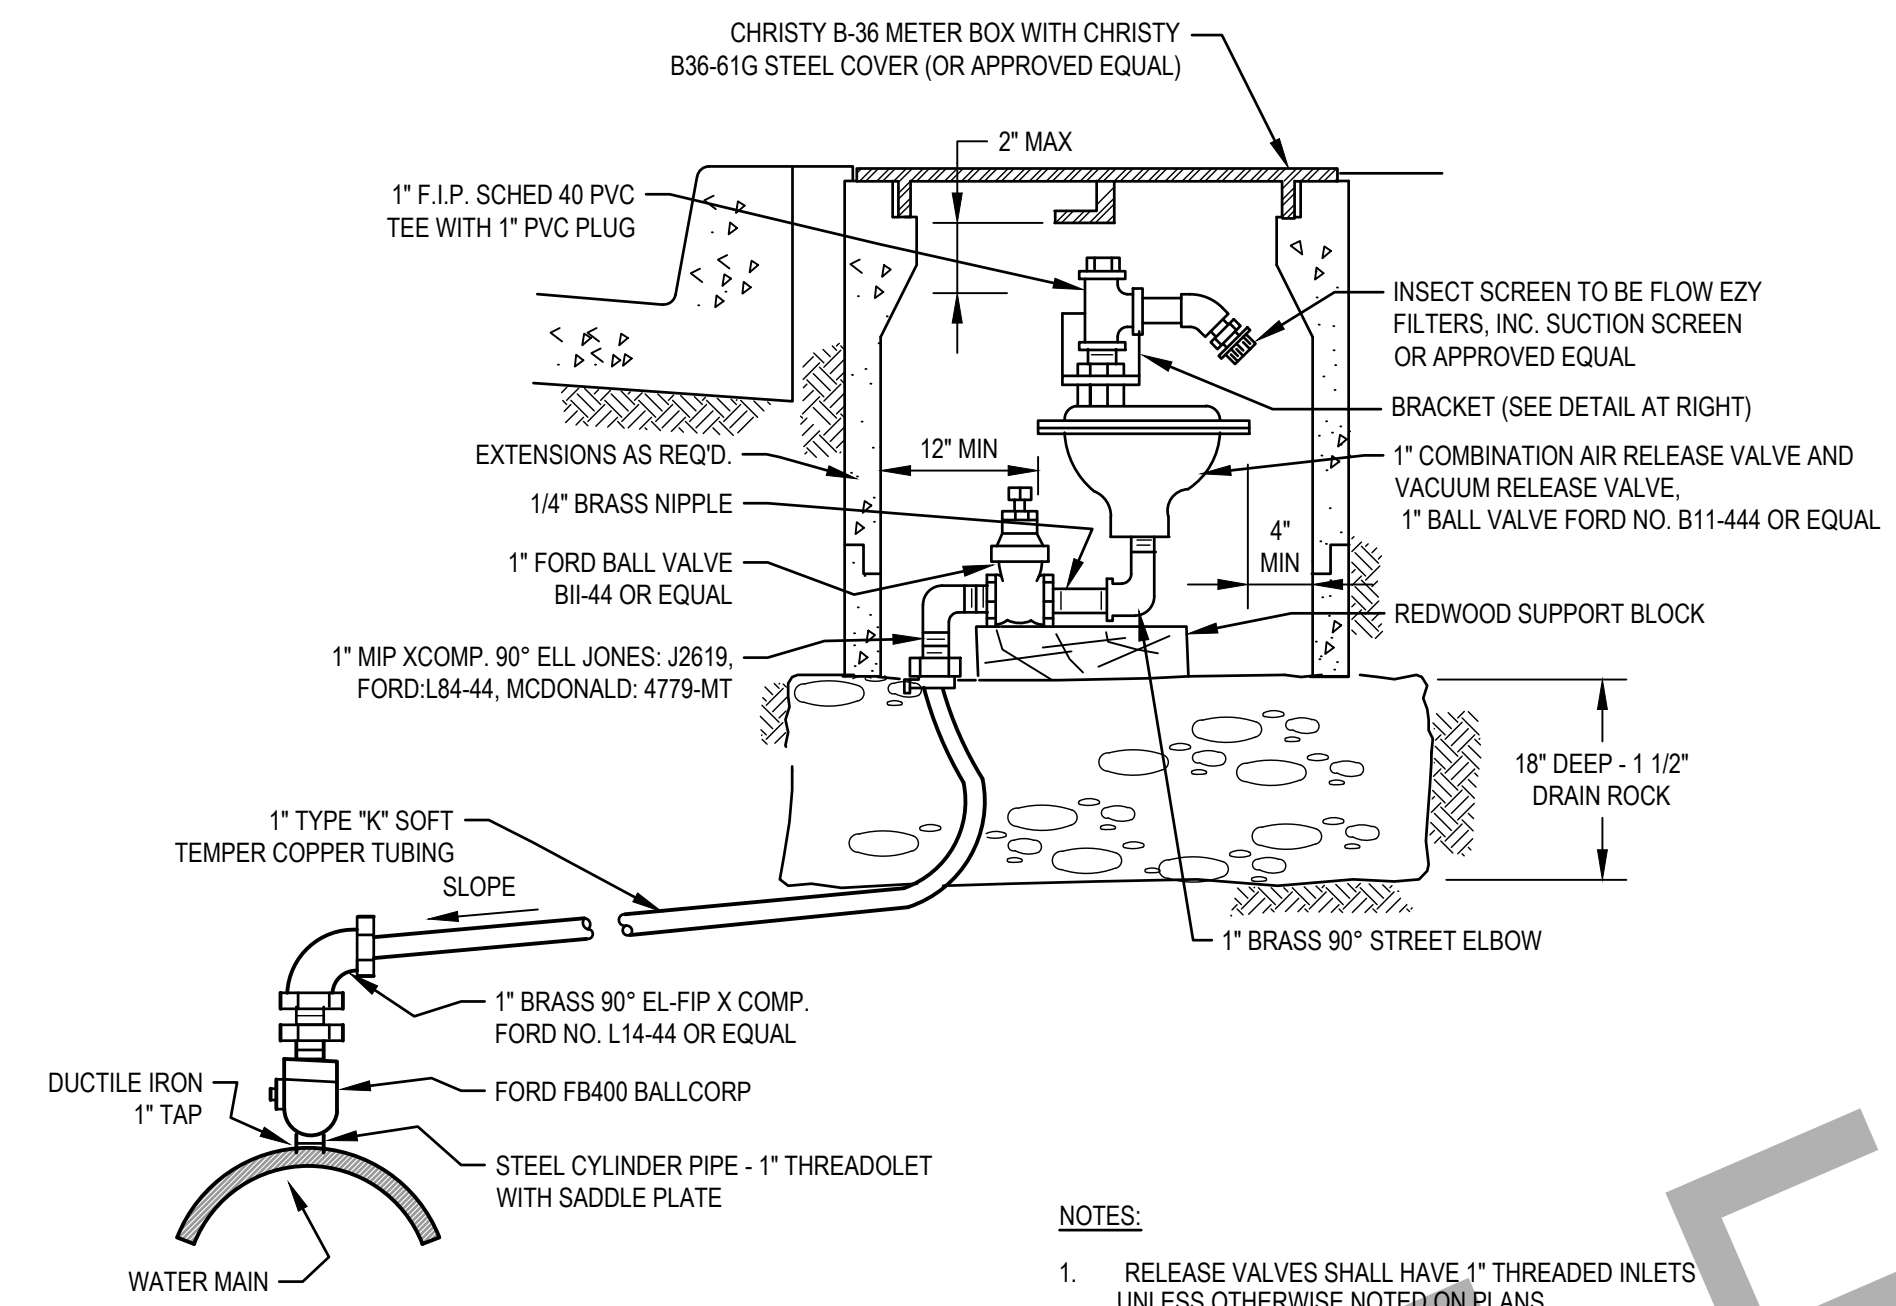 CHRISTY B-36 METER BOX WITH CHRISTY
B36-61G STEEL COVER (OR APPROVED EQUAL)
2" MAX
1" F.I.P. SCHED 40 PVC
TEE WITH 1" PVC PLUG
INSECT SCREEN TO BE FLOW EZY
FILTERS, INC. SUCTION SCREEN
OR APPROVED EQUAL
BRACKET (SEE DETAIL AT RIGHT)
EXTENSIONS AS REQ'D.
12" MIN
1" COMBINATION AIR RELEASE VALVE AND
VACUUM RELEASE VALVE,
1" BALL VALVE FORD NO. B11-444 OR EQUAL
1/4" BRASS NIPPLE
4"
MIN
1" FORD BALL VALVE
BII-44 OR EQUAL
REDWOOD SUPPORT BLOCK
1" MIP XCOMP. 90° ELL JONES: J2619,
FORD:L84-44, MCDONALD: 4779-MT
18" DEEP - 1 1/2"
DRAIN ROCK
1" TYPE "K" SOFT
TEMPER COPPER TUBING
SLOPE
1" BRASS 90° STREET ELBOW
1" BRASS 90° EL-FIP X COMP.
FORD NO. L14-44 OR EQUAL
DUCTILE IRON
1" TAP
FORD FB400 BALLCORP
STEEL CYLINDER PIPE - 1" THREADOLET
WITH SADDLE PLATE
WATER MAIN
NOTES:
1. RELEASE VALVES SHALL HAVE 1" THREADED INLETS
UNLESS OTHERWISE NOTED ON PLANS